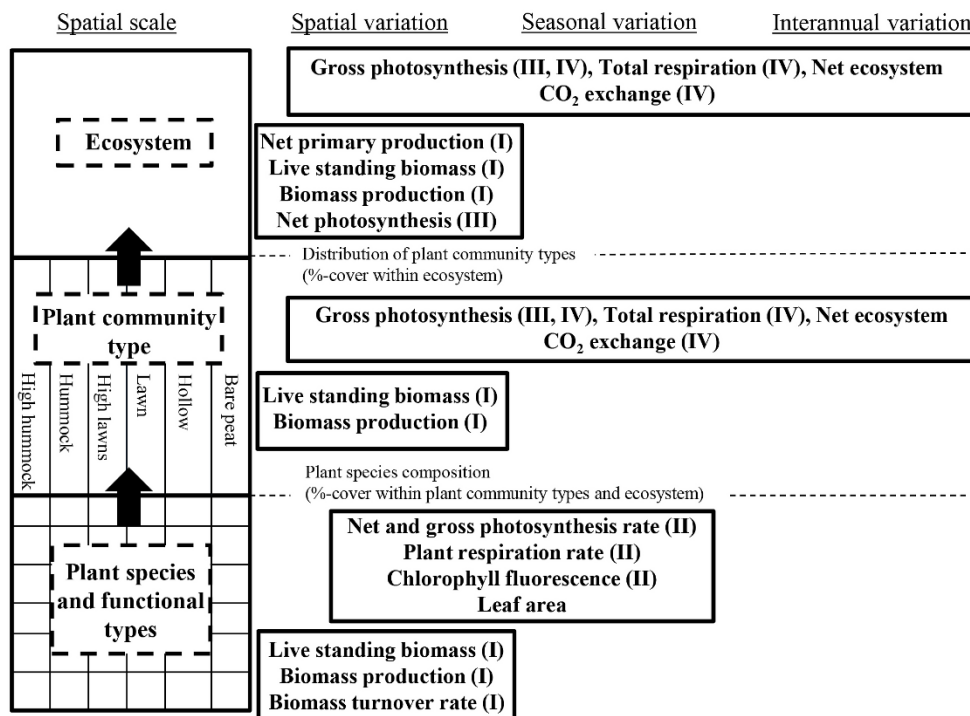 Spatial scale
Spatial variation
Seasonal variation
Interannual variation
Gross photosynthesis (III, IV), Total respiration (IV), Net ecosystem
CO₂ exchange (IV)
Ecosystem
Net primary production (I)
Live standing biomass (I)
Biomass production (I)
Net photosynthesis (III)
Distribution of plant community types
(%-cover within ecosystem)
Plant community
type
Gross photosynthesis (III, IV), Total respiration (IV), Net ecosystem
CO₂ exchange (IV)
High hummock
Hummock
High lawns
Lawn
Hollow
Bare peat
Live standing biomass (I)
Biomass production (I)
Plant species composition
(%-cover within plant community types and ecosystem)
Plant species
and functional
types
Net and gross photosynthesis rate (II)
Plant respiration rate (II)
Chlorophyll fluorescence (II)
Leaf area
Live standing biomass (I)
Biomass production (I)
Biomass turnover rate (I)